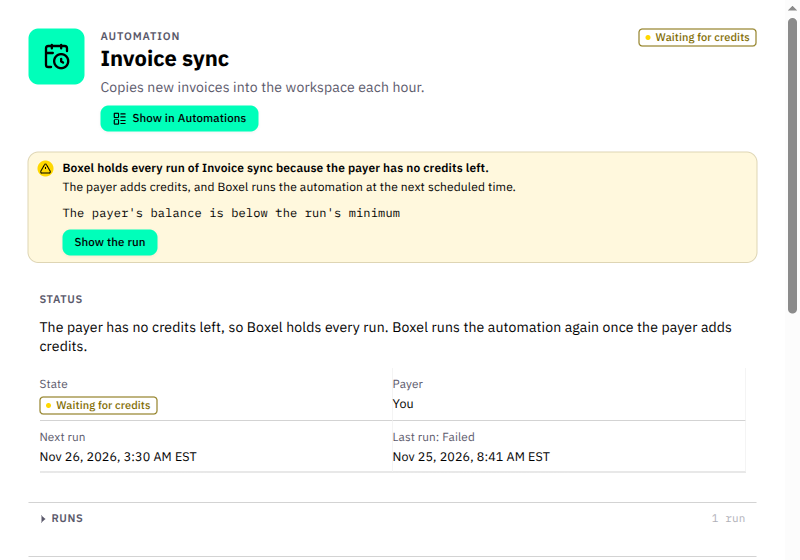 AUTOMATION
Invoice sync
Copies new invoices into the workspace each hour.
Show in Automations
Waiting for credits
Boxel holds every run of Invoice sync because the payer has no credits left.
The payer adds credits, and Boxel runs the automation at the next scheduled time.
The payer's balance is below the run's minimum
Show the run
STATUS
The payer has no credits left, so Boxel holds every run. Boxel runs the automation again once the payer adds
credits.
State
Waiting for credits
Payer
You
Next run
Nov 26, 2026, 3:30 AM EST
Last run: Failed
Nov 25, 2026, 8:41 AM EST
RUNS
1 run